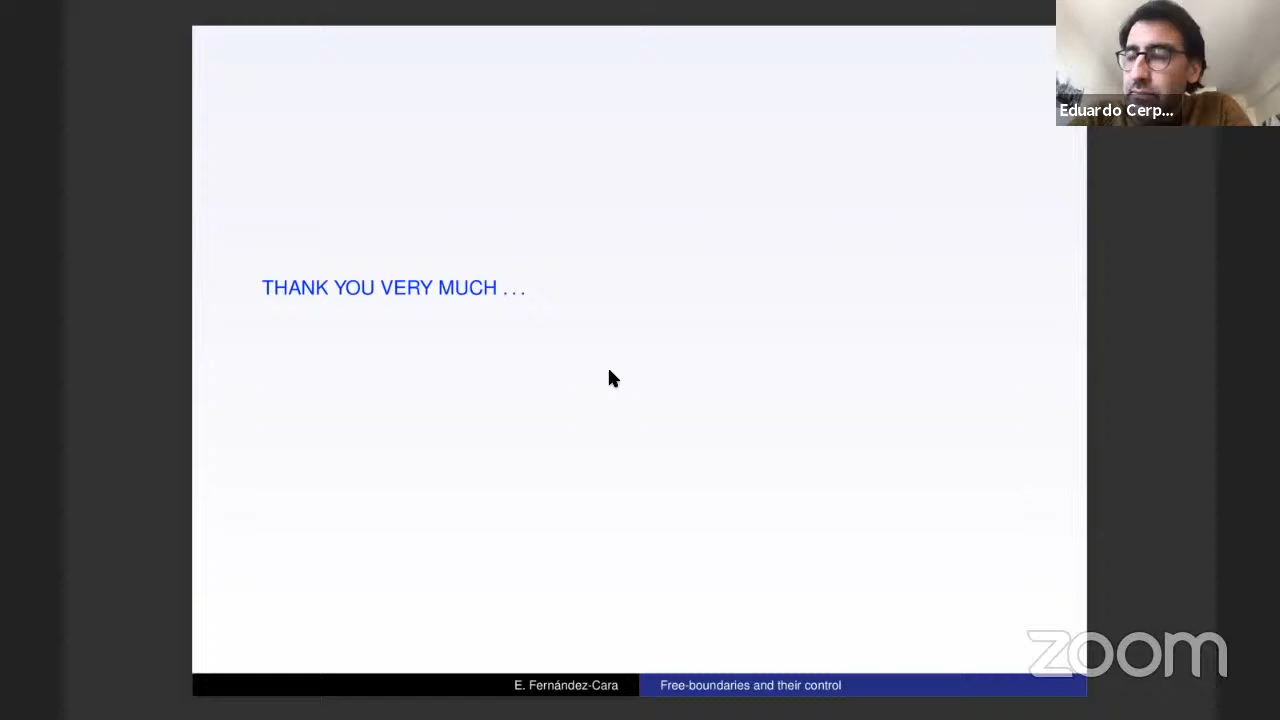 Eduardo Cerp...
THANK YOU VERY MUCH . . .
zoom
E. Fernández-Cara
Free-boundaries and their control